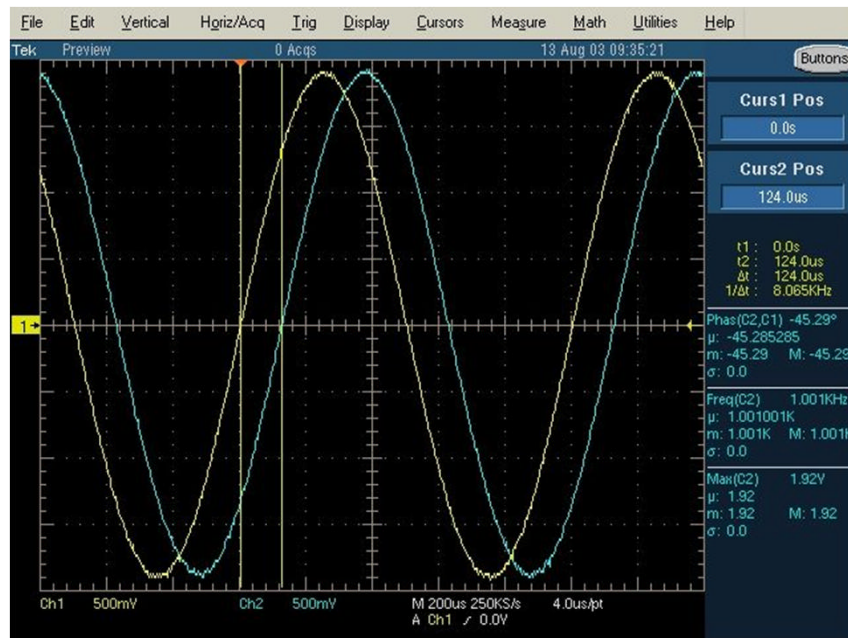 File Edit Vertical Horiz/Acq Trig Display Cursors Measure Math Utilities Help
Tek Preview 0 Acqs 13 Aug 03 09:35:21
Buttons
Curs1 Pos
0.0s
Curs2 Pos
124.0us
t1 : 0.0s
t2 : 124.0us
Δt : 124.0us
1/Δt : 8.065KHz
1
Phas(C2,C1) -45.29°
μ: -45.285285
m: -45.29 M: -45.29
σ: 0.0
Freq(C2) 1.001KHz
μ: 1.001001K
m: 1.001K M: 1.001K
σ: 0.0
Max(C2) 1.92V
μ: 1.92
m: 1.92 M: 1.92
σ: 0.0
Ch1 500mV Ch2 500mV M 200us 250KS/s 4.0us/pt
A Ch1 / 0.0V